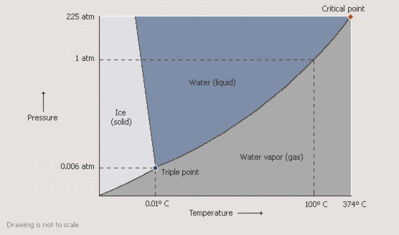 Critical point
225 atm
1 atm
Water (liquid)
Ice
(solid)
Pressure
Water vapor (gas)
0.006 atm
Triple point
0.01° C
100° C
374° C
Temperature
Drawing is not to scale